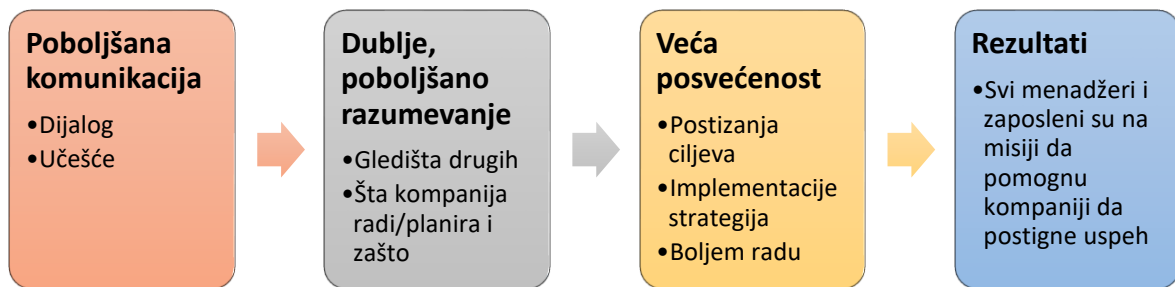 Poboljšana
komunikacija
•Dijalog
•Učešće
Dublje,
poboljšano
razumevanje
•Gledišta drugih
•Šta kompanija
radi/planira i
zašto
Veća
posvećenost
•Postizanja
ciljeva
•Implementacije
strategija
•Boljem radu
Rezultati
•Svi menadžeri i
zaposleni su na
misiji da
pomognu
kompaniji da
postigne uspeh